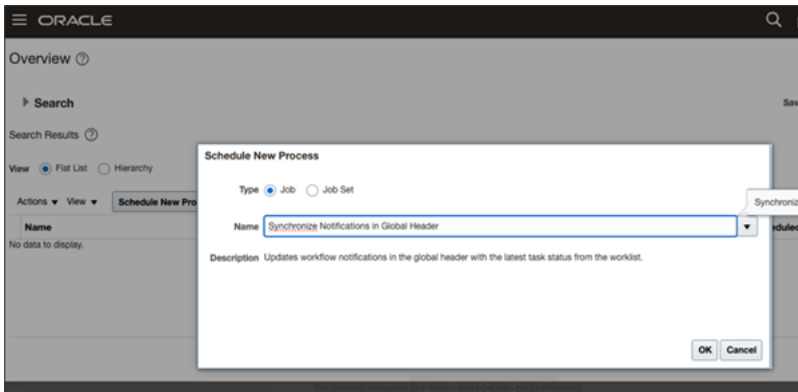 ORACLE
Overview
Search
Sav
Search Results
View Flat List Hierarchy
Actions View Schedule New Pro
Name
No data to display.
Schedule New Process
Type Job Job Set
Name Synchronize Notifications in Global Header
Description Updates workflow notifications in the global header with the latest task status from the worklist.
OK Cancel
Synchroniz
eduled